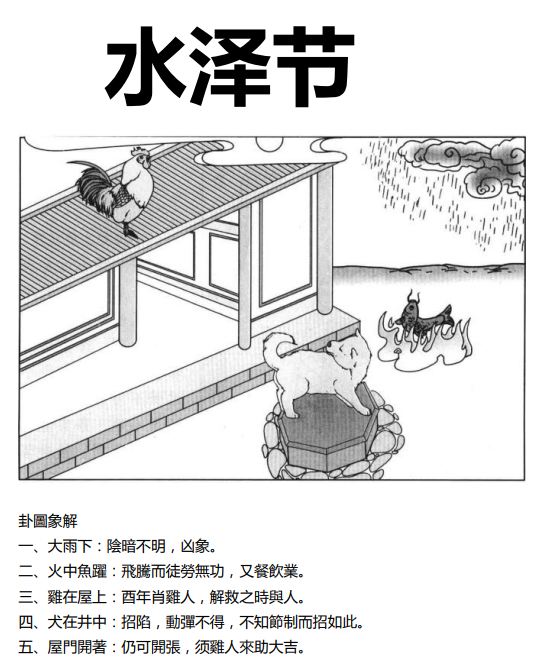 水泽节
卦圖象解
一、大雨下：陰暗不明，凶象。
二、火中魚躍：飛騰而徒勞無功，又餐飲業。
三、雞在屋上：酉年肖雞人，解救之時與人。
四、犬在井中：招陷，動彈不得，不知節制而招如此。
五、屋門開著：仍可開張，须雞人來助大吉。